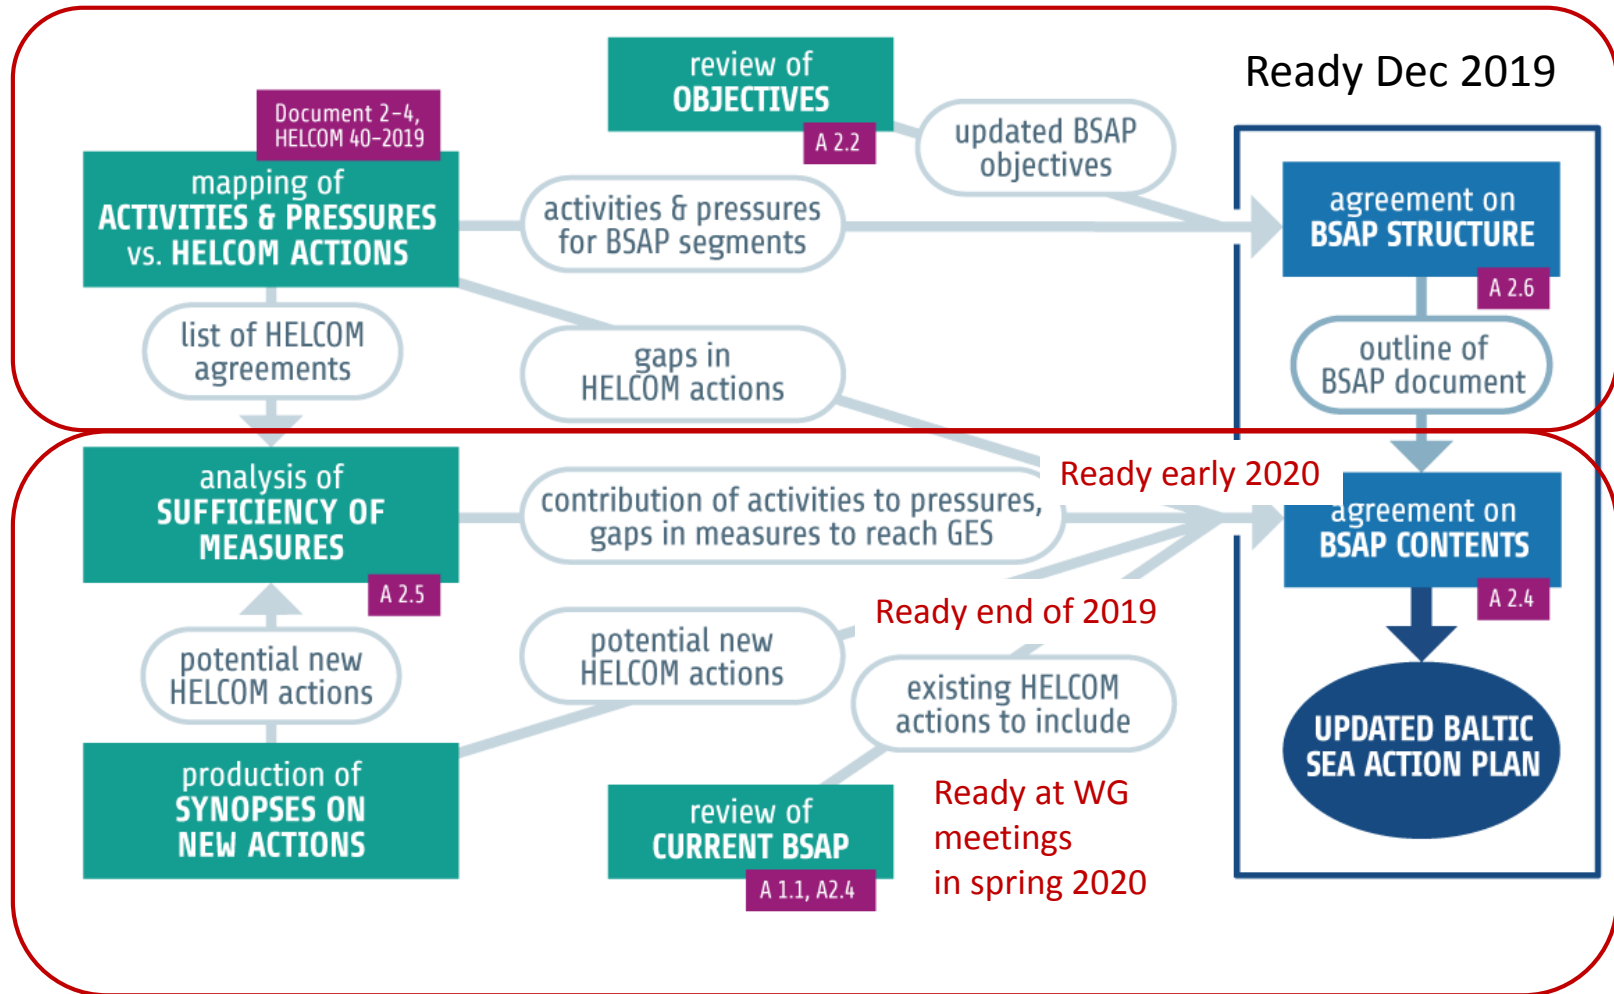 review of
OBJECTIVES
A 2.2
Ready Dec 2019
Document 2-4,
HELCOM 40-2019
mapping of
ACTIVITIES & PRESSURES
vs. HELCOM ACTIONS
updated BSAP
objectives
activities & pressures
for BSAP segments
agreement on
BSAP STRUCTURE
A 2.6
list of HELCOM
agreements
gaps in
HELCOM actions
outline of
BSAP document
analysis of
SUFFICIENCY OF
MEASURES
A 2.5
contribution of activities to pressures,
gaps in measures to reach GES
Ready early 2020
agreement on
BSAP CONTENTS
A 2.4
Ready end of 2019
potential new
HELCOM actions
potential new
HELCOM actions
existing HELCOM
actions to include
UPDATED BALTIC
SEA ACTION PLAN
production of
SYNOPSES ON
NEW ACTIONS
review of
CURRENT BSAP
A 1.1, A2.4
Ready at WG
meetings
in spring 2020